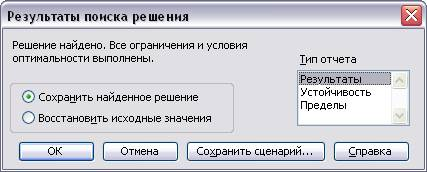 Результаты поиска решения
Решение найдено. Все ограничения и условия
оптимальности выполнены.
Тип отчета
Результаты
Устойчивость
Пределы
Сохранить найденное решение
Восстановить исходные значения
ОК
Отмена
Сохранить сценарий...
Справка